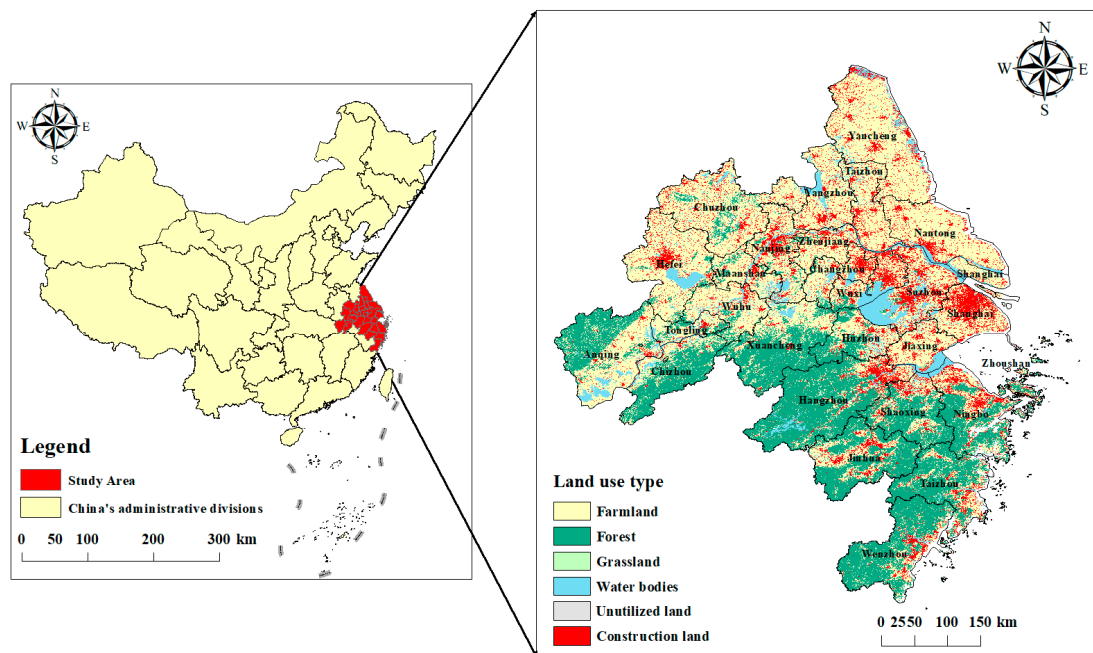 N
W E
S
Legend
Study Area
China's administrative divisions
0 50 100 200 300 km
N
W E
S
Yancheng
Taizhou
Yangzhou
Chuzhou
Nantong
Zhenjiang
Nanjing
Hefei
Maanshan
Changzhou
Shanghai
Wuxi
Suzhou
Wuhu
Shanghai
Tongling
Huzhou
Jiaxing
Xuancheng
Anqing
Zhoushan
Chizhou
Hangzhou
Shaoxing
Ningbo
Jinhua
Taizhou
Wenzhou
Land use type
Farmland
Forest
Grassland
Water bodies
Unutilized land
Construction land
0 2550 100 150 km